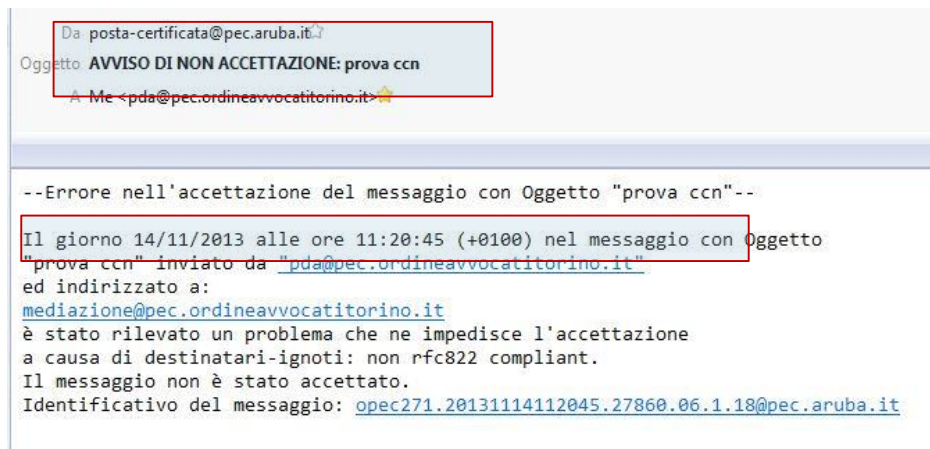 Da posta-certificata@pec.aruba.it
Oggetto AVVISO DI NON ACCETTAZIONE: prova ccn
A Me <pda@pec.ordineavvocatitorino.it>
--Errore nell'accettazione del messaggio con Oggetto "prova ccn"--
Il giorno 14/11/2013 alle ore 11:20:45 (+0100) nel messaggio con Oggetto
"prova ccn" inviato da "pda@pec.ordineavvocatitorino.it"
ed indirizzato a:
mediazione@pec.ordineavvocatitorino.it
è stato rilevato un problema che ne impedisce l'accettazione
a causa di destinatari-ignoti: non rfc822 compliant.
Il messaggio non è stato accettato.
Identificativo del messaggio: opec271.20131114112045.27860.06.1.18@pec.aruba.it